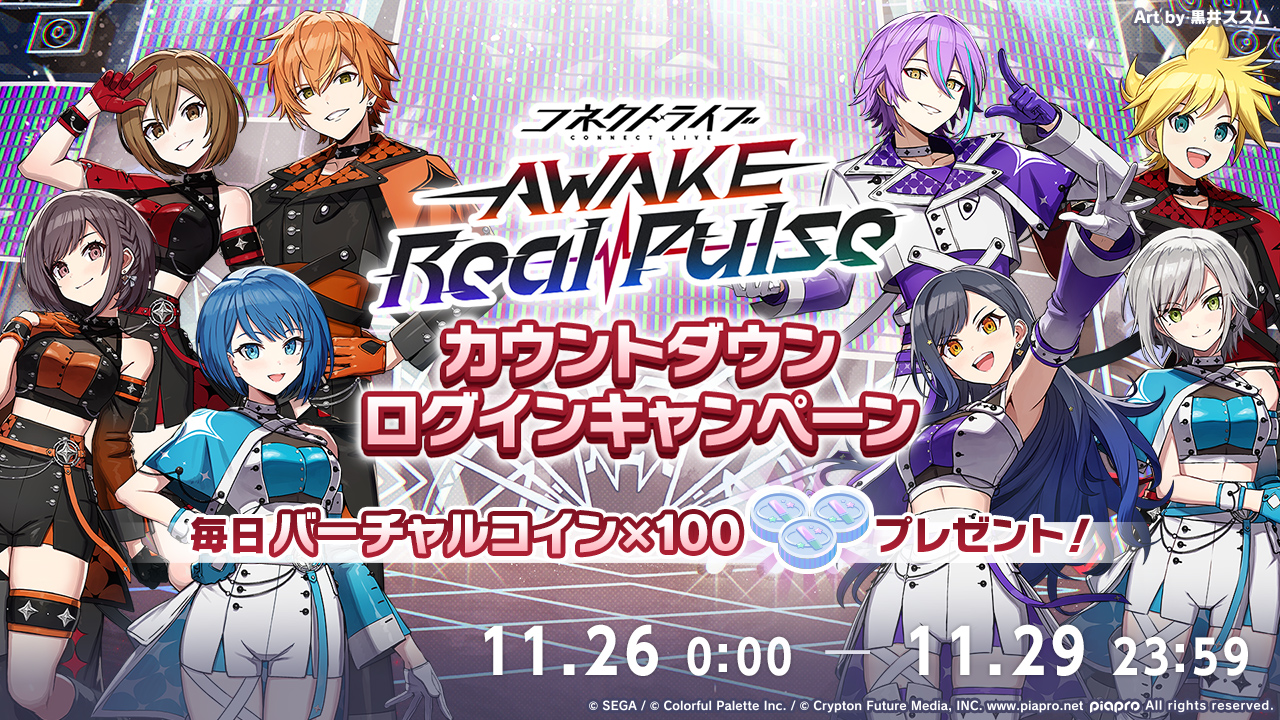 Art by 黒井ススム
コネクトライブ
CONNECT LIVE
AWAKE
Real Pulse
カウントダウン
ログインキャンペーン
毎日バーチャルコイン×100 プレゼント!
11.26 0:00 — 11.29 23:59
© SEGA / © Colorful Palette Inc. / © Crypton Future Media, INC. www.piapro.net piapro All rights reserved.